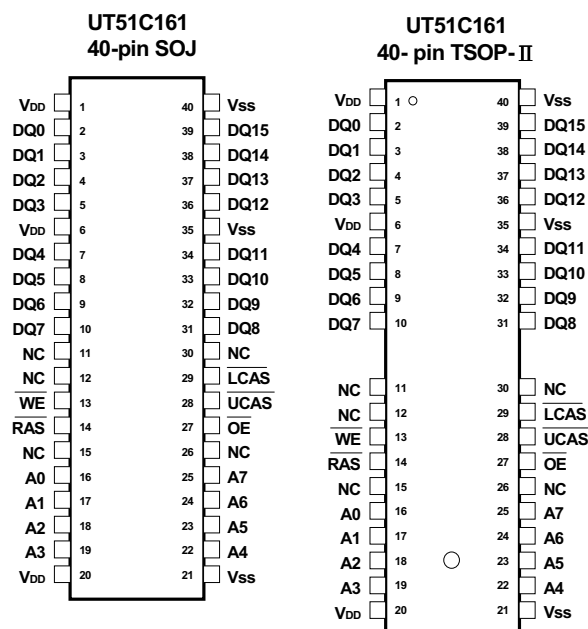 UT51C161
40-pin SOJ
VDD 1 40 Vss
DQ0 2 39 DQ15
DQ1 3 38 DQ14
DQ2 4 37 DQ13
DQ3 5 36 DQ12
VDD 6 35 Vss
DQ4 7 34 DQ11
DQ5 8 33 DQ10
DQ6 9 32 DQ9
DQ7 10 31 DQ8
NC 11 30 NC
NC 12 29 LCAS
WE 13 28 UCAS
RAS 14 27 OE
NC 15 26 NC
A0 16 25 A7
A1 17 24 A6
A2 18 23 A5
A3 19 22 A4
VDD 20 21 Vss
UT51C161
40- pin TSOP-II
VDD 1 40 Vss
DQ0 2 39 DQ15
DQ1 3 38 DQ14
DQ2 4 37 DQ13
DQ3 5 36 DQ12
VDD 6 35 Vss
DQ4 7 34 DQ11
DQ5 8 33 DQ10
DQ6 9 32 DQ9
DQ7 10 31 DQ8
NC 11 30 NC
NC 12 29 LCAS
WE 13 28 UCAS
RAS 14 27 OE
NC 15 26 NC
A0 16 25 A7
A1 17 24 A6
A2 18 23 A5
A3 19 22 A4
VDD 20 21 Vss